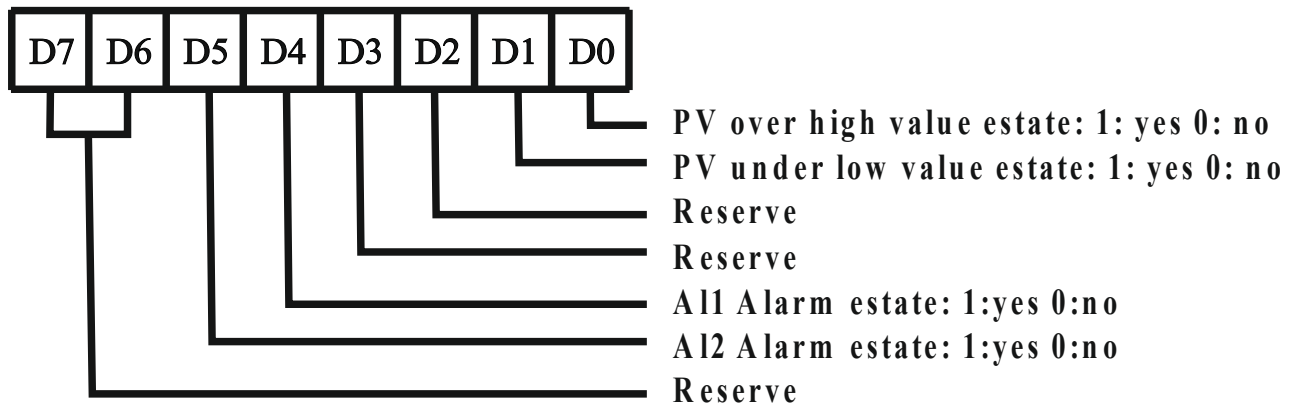 D7 D6 D5 D4 D3 D2 D1 D0
PV over high value estate: 1: yes 0: no
PV under low value estate: 1: yes 0: no
Reserve
Reserve
Al1 Alarm estate: 1:yes 0:no
Al2 Alarm estate: 1:yes 0:no
Reserve